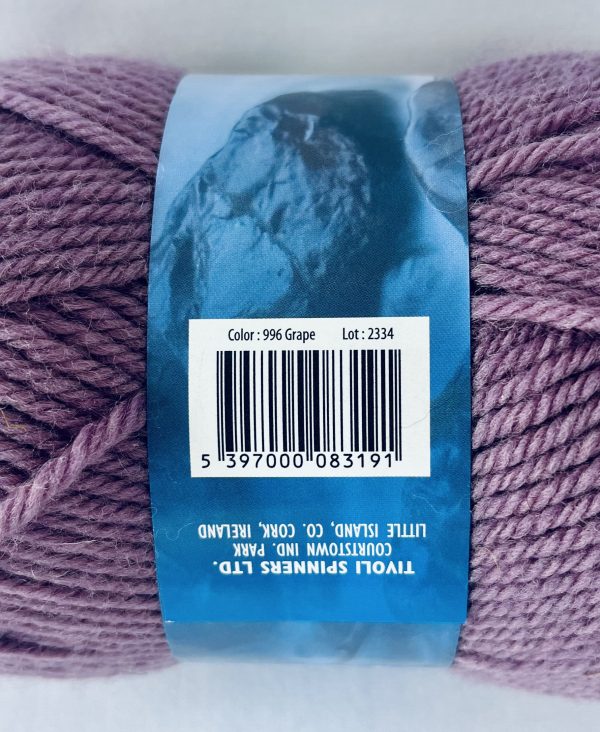 Color : 996 Grape Lot : 2334
5 397000 083191
TIVOLI SPINNERS LTD.
COURTSTOWN IND. PARK
LITTLE ISLAND, CO. CORK, IRELAND